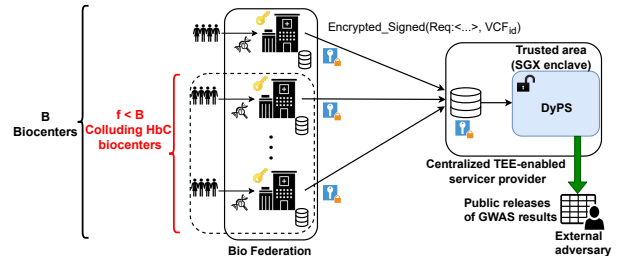 Encrypted_Signed(Req:<...>, VCF_id)
Trusted area
(SGX enclave)
DyPS
B
Biocenters
f < B
Colluding HbC
biocenters
Centralized TEE-enabled
servicer provider
Public releases
of GWAS results
External
adversary
Bio Federation